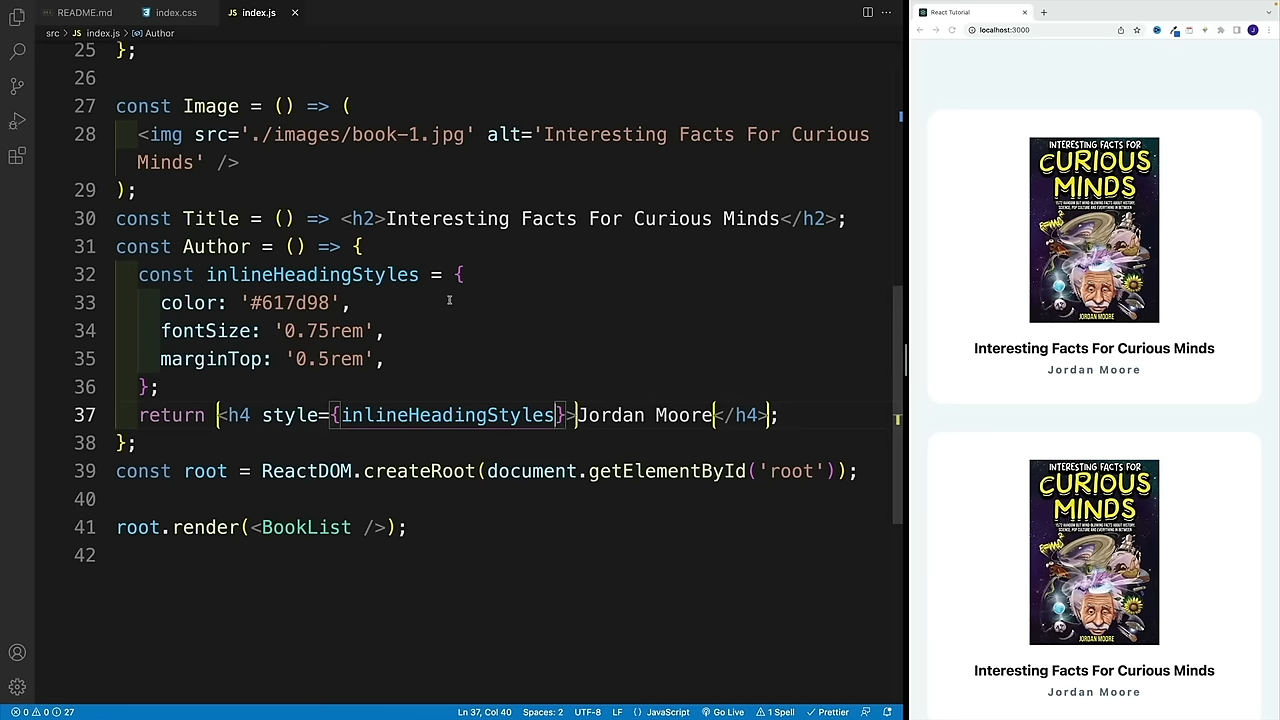 README.md
index.css
index.js
src > index.js > Author
25 };
26
27 const Image = () => (
28 <img src='./images/book-1.jpg' alt='Interesting Facts For Curious
Minds' />
29 );
30 const Title = () => <h2>Interesting Facts For Curious Minds</h2>;
31 const Author = () => {
32 const inlineHeadingStyles = {
33 color: '#617d98',
34 fontSize: '0.75rem',
35 marginTop: '0.5rem',
36 };
37 return <h4 style={inlineHeadingStyles}>Jordan Moore</h4>;
38 };
39 const root = ReactDOM.createRoot(document.getElementById('root'));
40
41 root.render(<BookList />);
42
0 0 27
Ln 37, Col 40 Spaces: 2 UTF-8 LF {} JavaScript Go Live 1 Spell Prettier
React Tutorial
localhost:3000
J
INTERESTING FACTS FOR
CURIOUS
MINDS
JORDAN MOORE
Interesting Facts For Curious Minds
Jordan Moore
INTERESTING FACTS FOR
CURIOUS
MINDS
JORDAN MOORE
Interesting Facts For Curious Minds
Jordan Moore